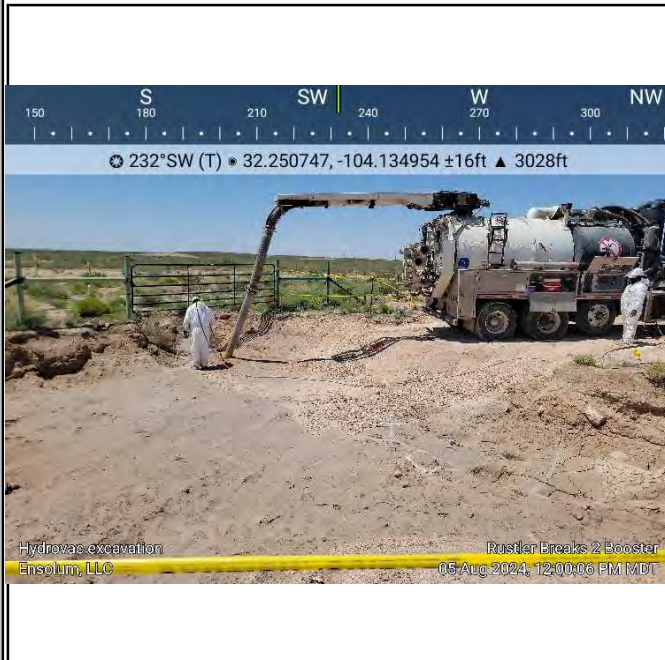 S SW W NW
150 180 210 240 270 300
232°SW (T) 32.250747, -104.134954 ±16ft ▲ 3028ft
Hydrovac excavation
Ensolum, LLC
Rustler Breaks 2 Booster
05 Aug 2024, 12:00:06 PM MDT